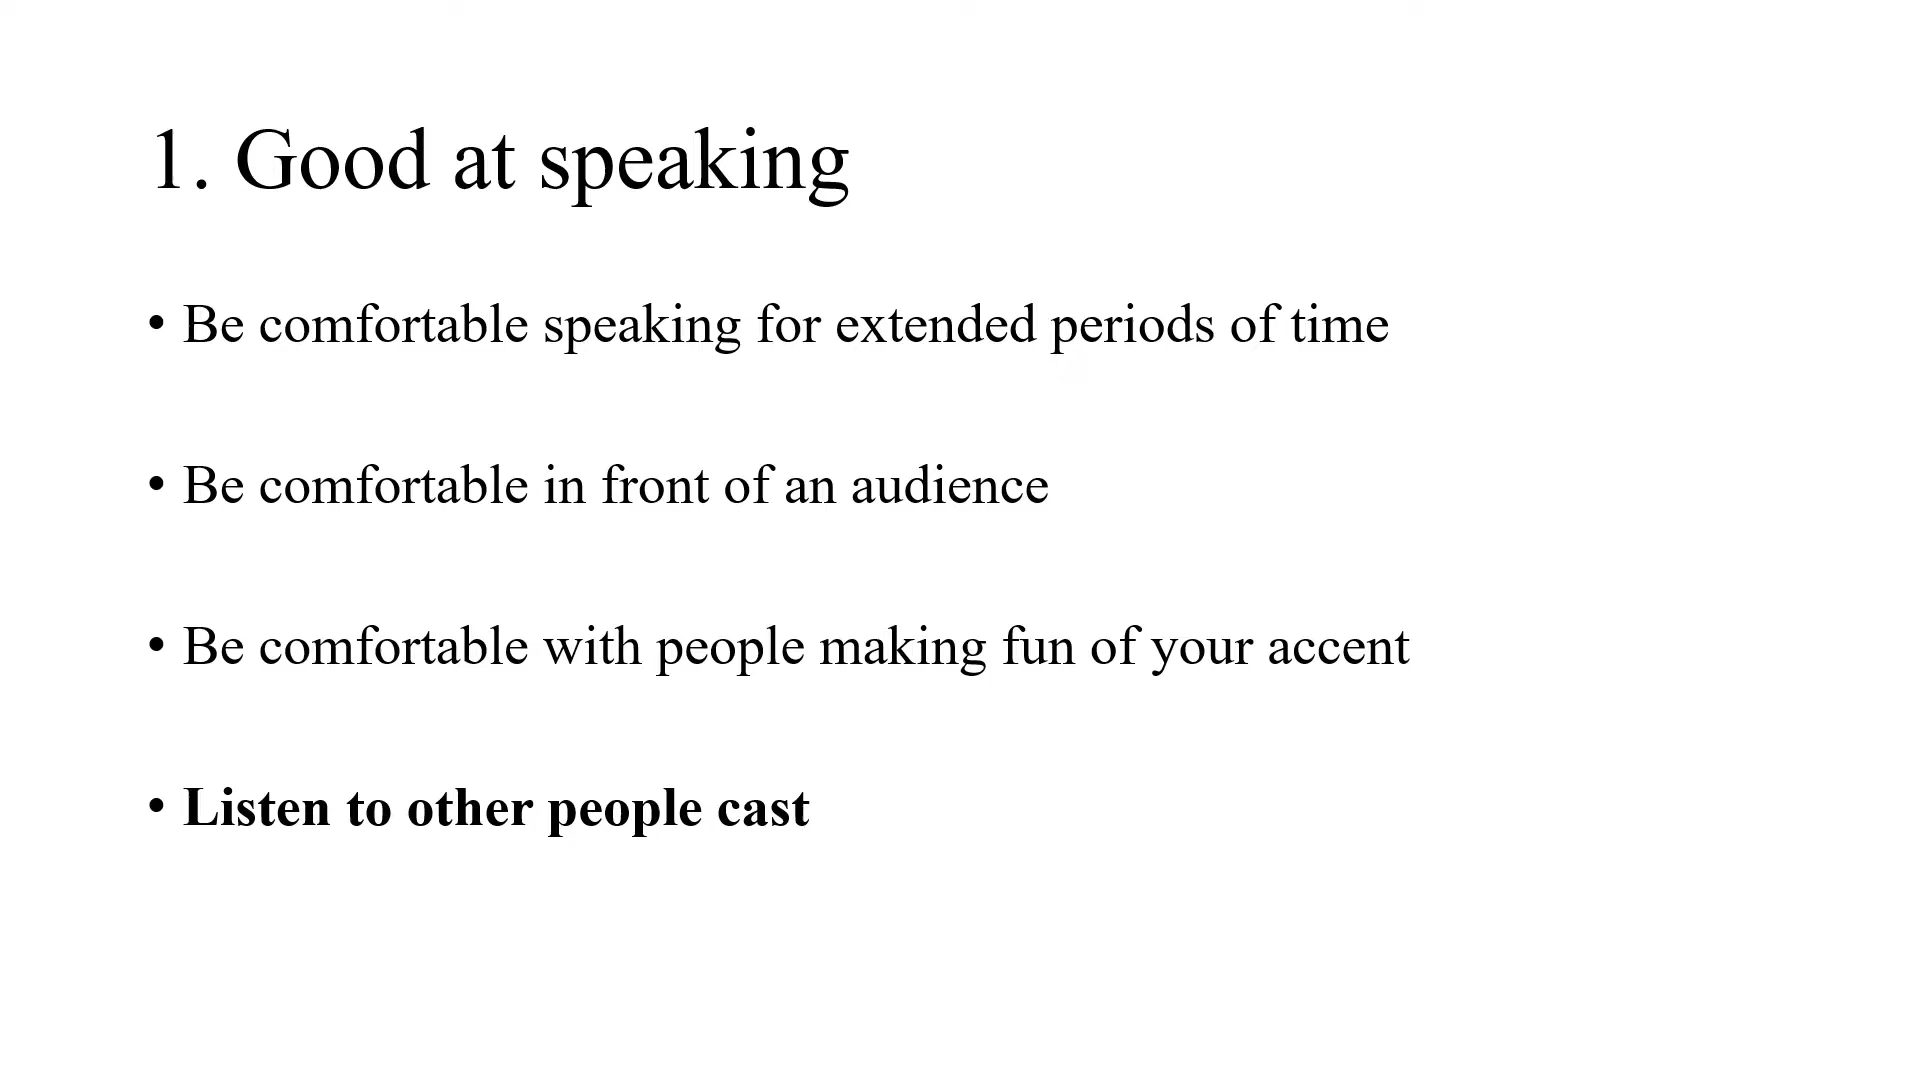 1. Good at speaking
• Be comfortable speaking for extended periods of time
• Be comfortable in front of an audience
• Be comfortable with people making fun of your accent
• Listen to other people cast